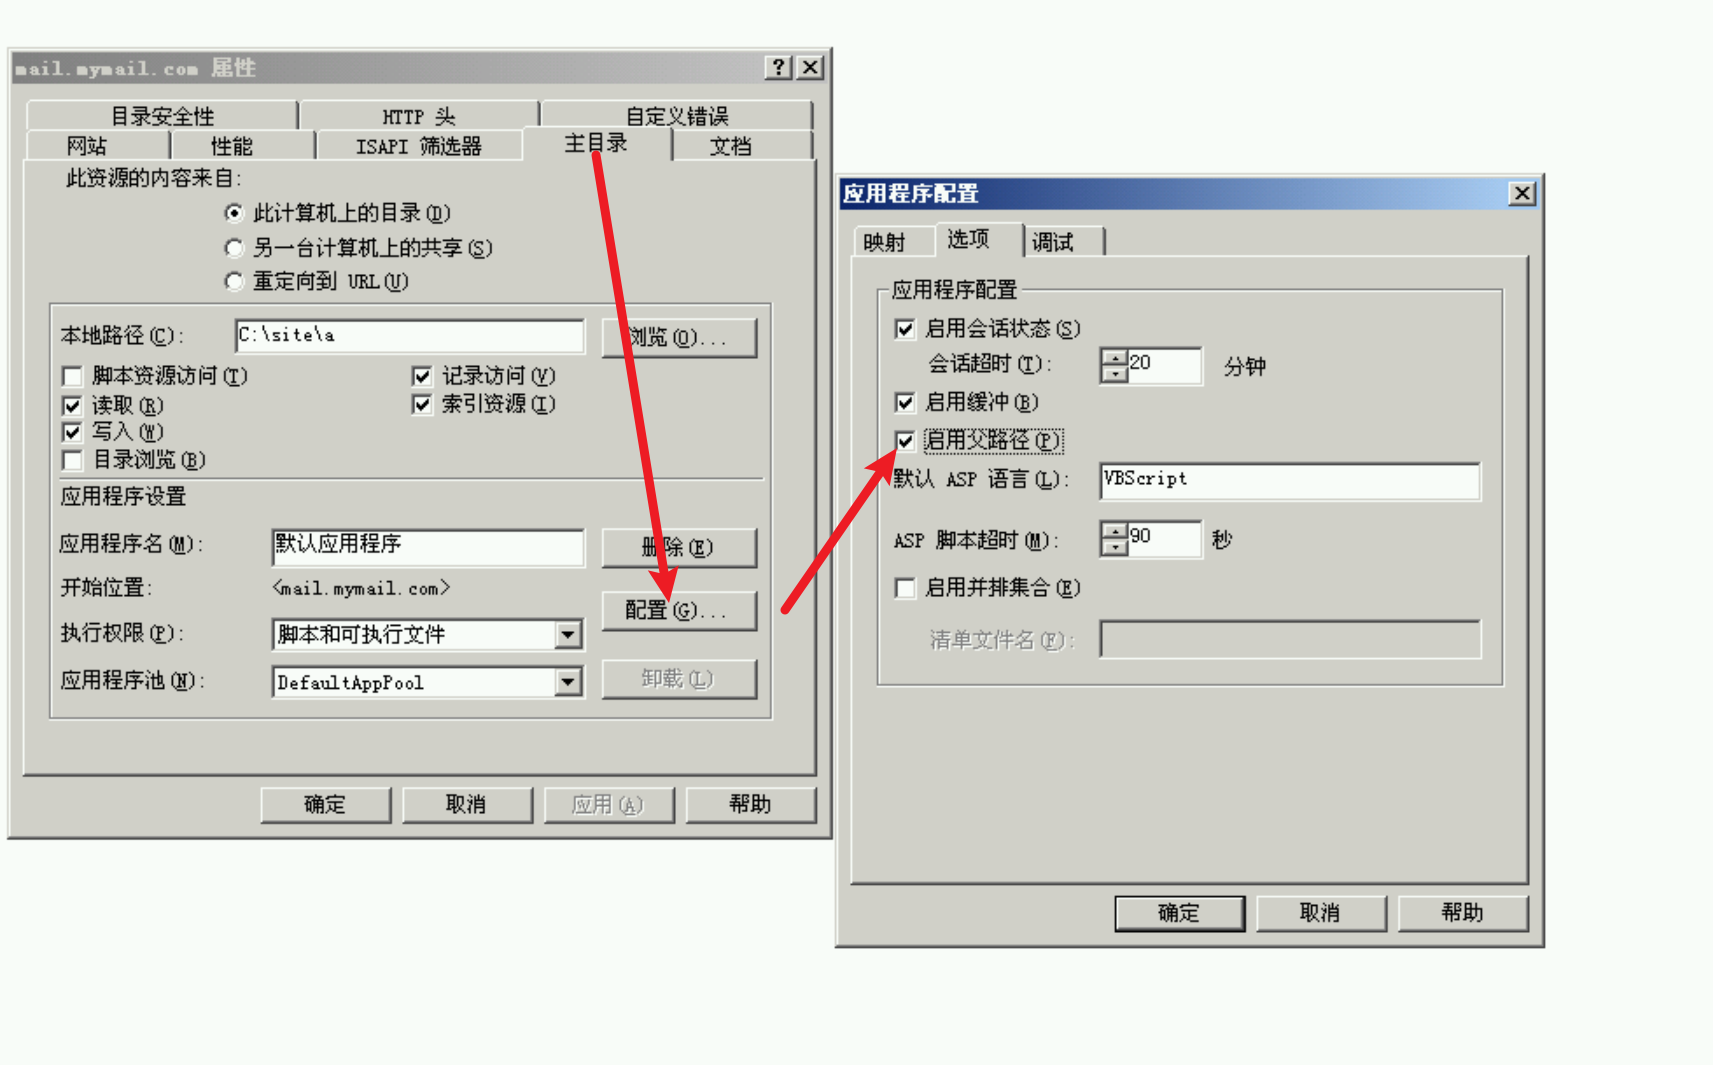 mail.mymail.com 属性
目录安全性 HTTP 头 自定义错误
网站 性能 ISAPI 筛选器 主目录 文档
此资源的内容来自:
此计算机上的目录(D)
另一台计算机上的共享(S)
重定向到 URL(U)
本地路径(C): C:\site\a 浏览(O)...
脚本资源访问(T) 记录访问(V)
读取(R) 索引资源(I)
写入(W)
目录浏览(B)
应用程序设置
应用程序名(M): 默认应用程序 删除(E)
开始位置: <mail.mymail.com>
配置(G)...
执行权限(P): 脚本和可执行文件
应用程序池(N): DefaultAppPool 卸载(L)
确定 取消 应用(A) 帮助
应用程序配置
映射 选项 调试
应用程序配置
启用会话状态(S)
会话超时(T): 20 分钟
启用缓冲(B)
启用父路径(P)
默认 ASP 语言(L): VBScript
ASP 脚本超时(M): 90 秒
启用并排集合(E)
清单文件名(F):
确定 取消 帮助